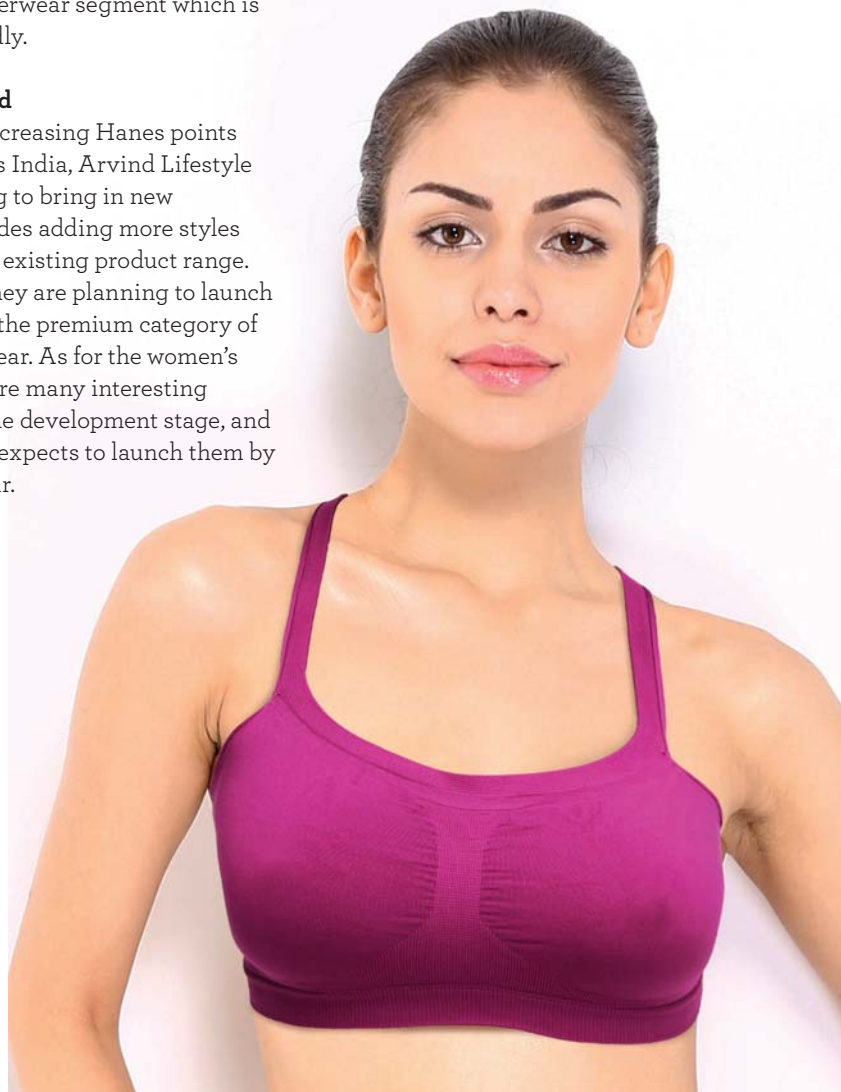 erwear segment which is
lly.
d
creasing Hanes points
s India, Arvind Lifestyle
g to bring in new
des adding more styles
existing product range.
ney are planning to launch
the premium category of
ear. As for the women's
re many interesting
e development stage, and
expects to launch them by
r.